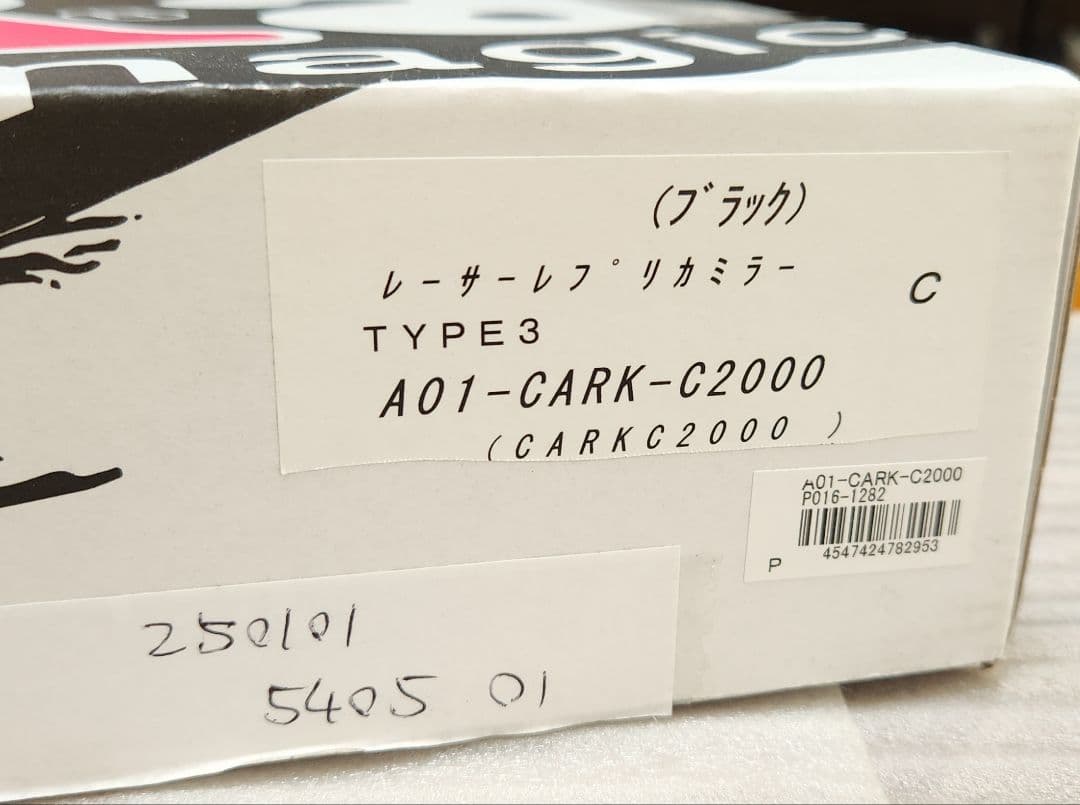 magic
(ブラック)
レーサーレプリカミラー
C
TYPE3
A01-CARK-C2000
(CARKC2000 )
A01-CARK-C2000
P016-1282
4547424782953
P
250101
5405 01